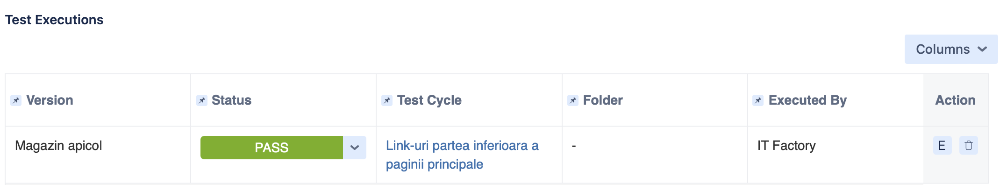 Test Executions
Columns
Version Status Test Cycle Folder Executed By Action
Magazin apicol PASS Link-uri partea inferioara a - IT Factory E
paginii principale